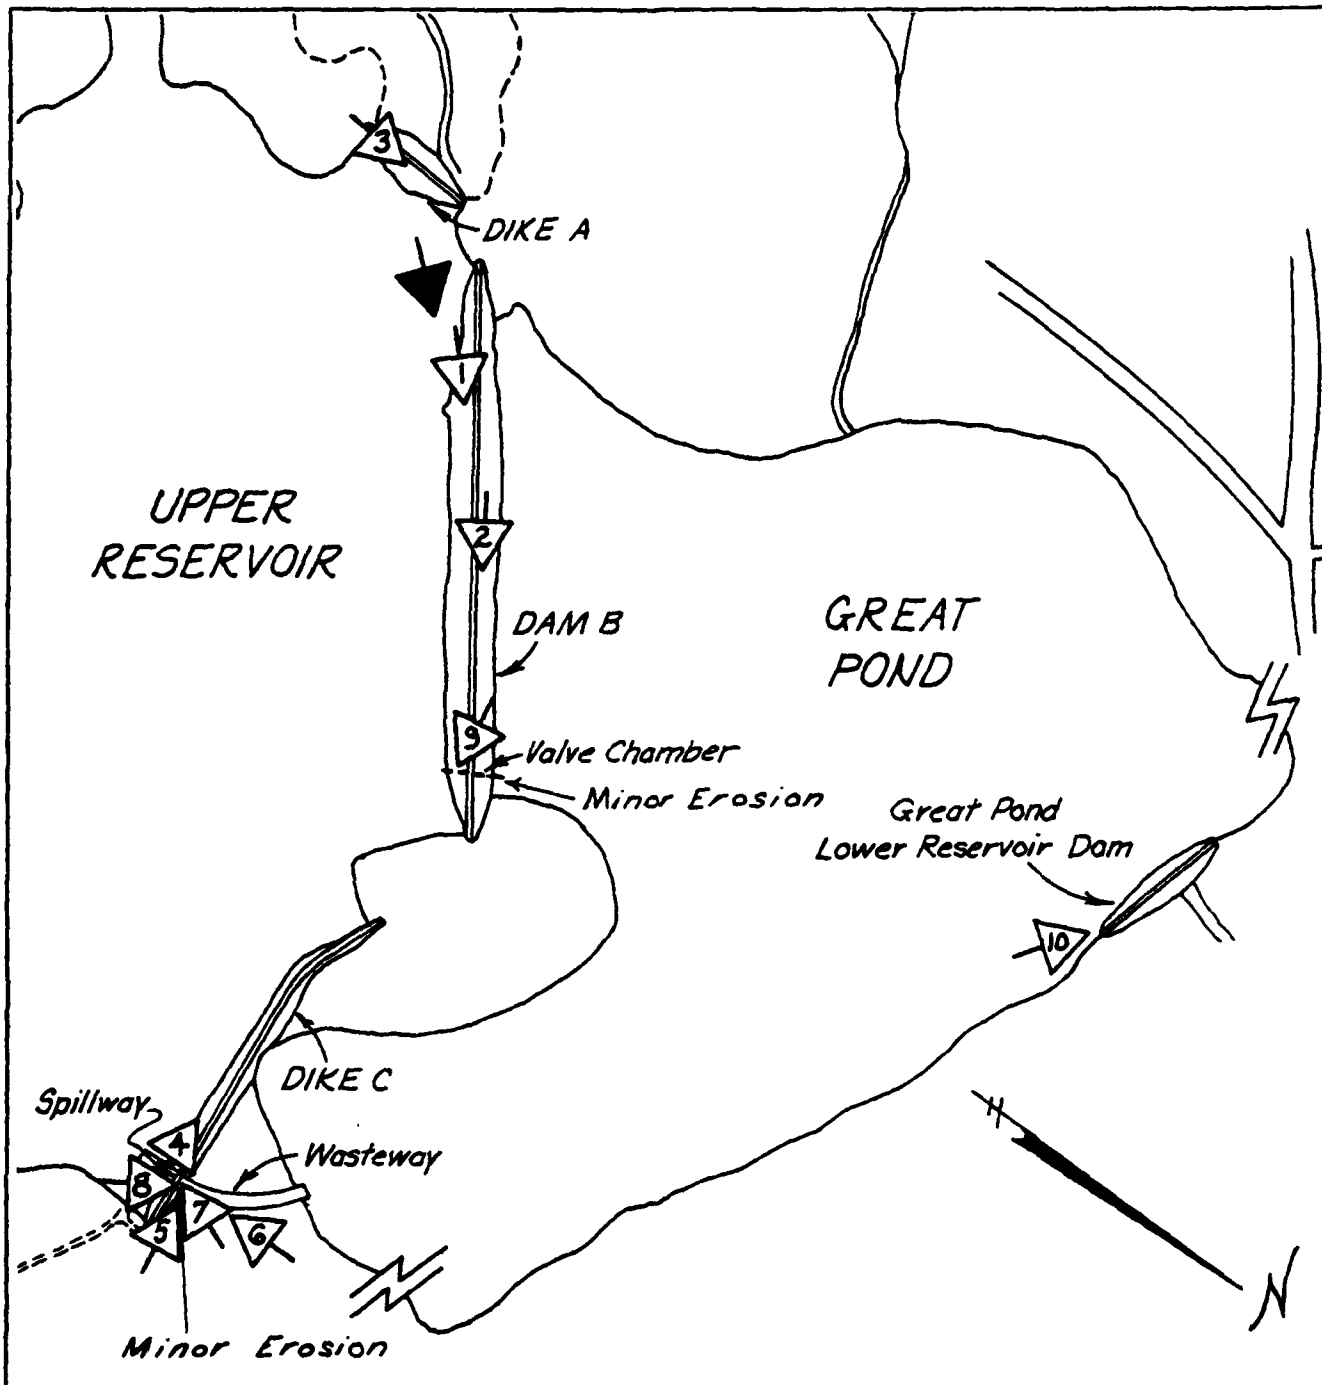 3
DIKE A
1
UPPER
RESERVOIR
2
GREAT
POND
DAM B
9
Valve Chamber
Minor Erosion
Great Pond
Lower Reservoir Dam
10
DIKE C
Spillway
4
Wasteway
8
7
5
6
N
Minor Erosion